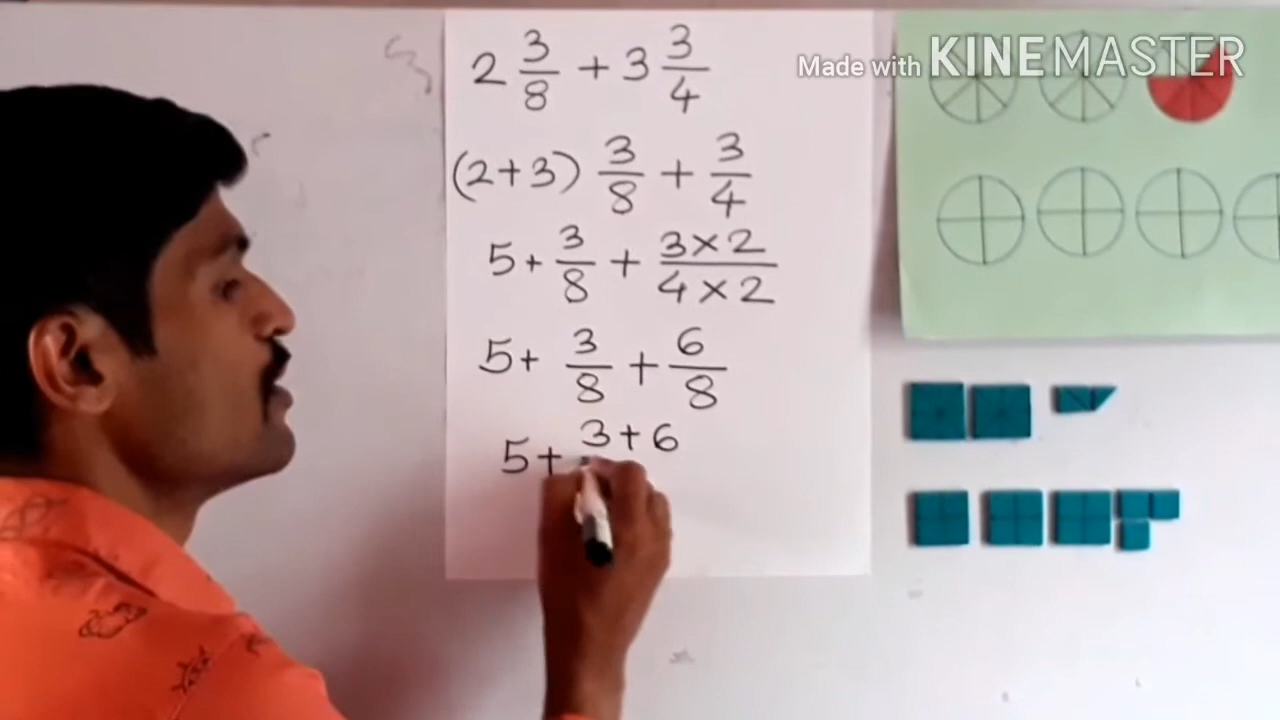 Made with KINEMASTER
2 3/8 + 3 3/4
(2+3) 3/8 + 3/4
5 + 3/8 + 3×2/4×2
5 + 3/8 + 6/8
5 + 3+6